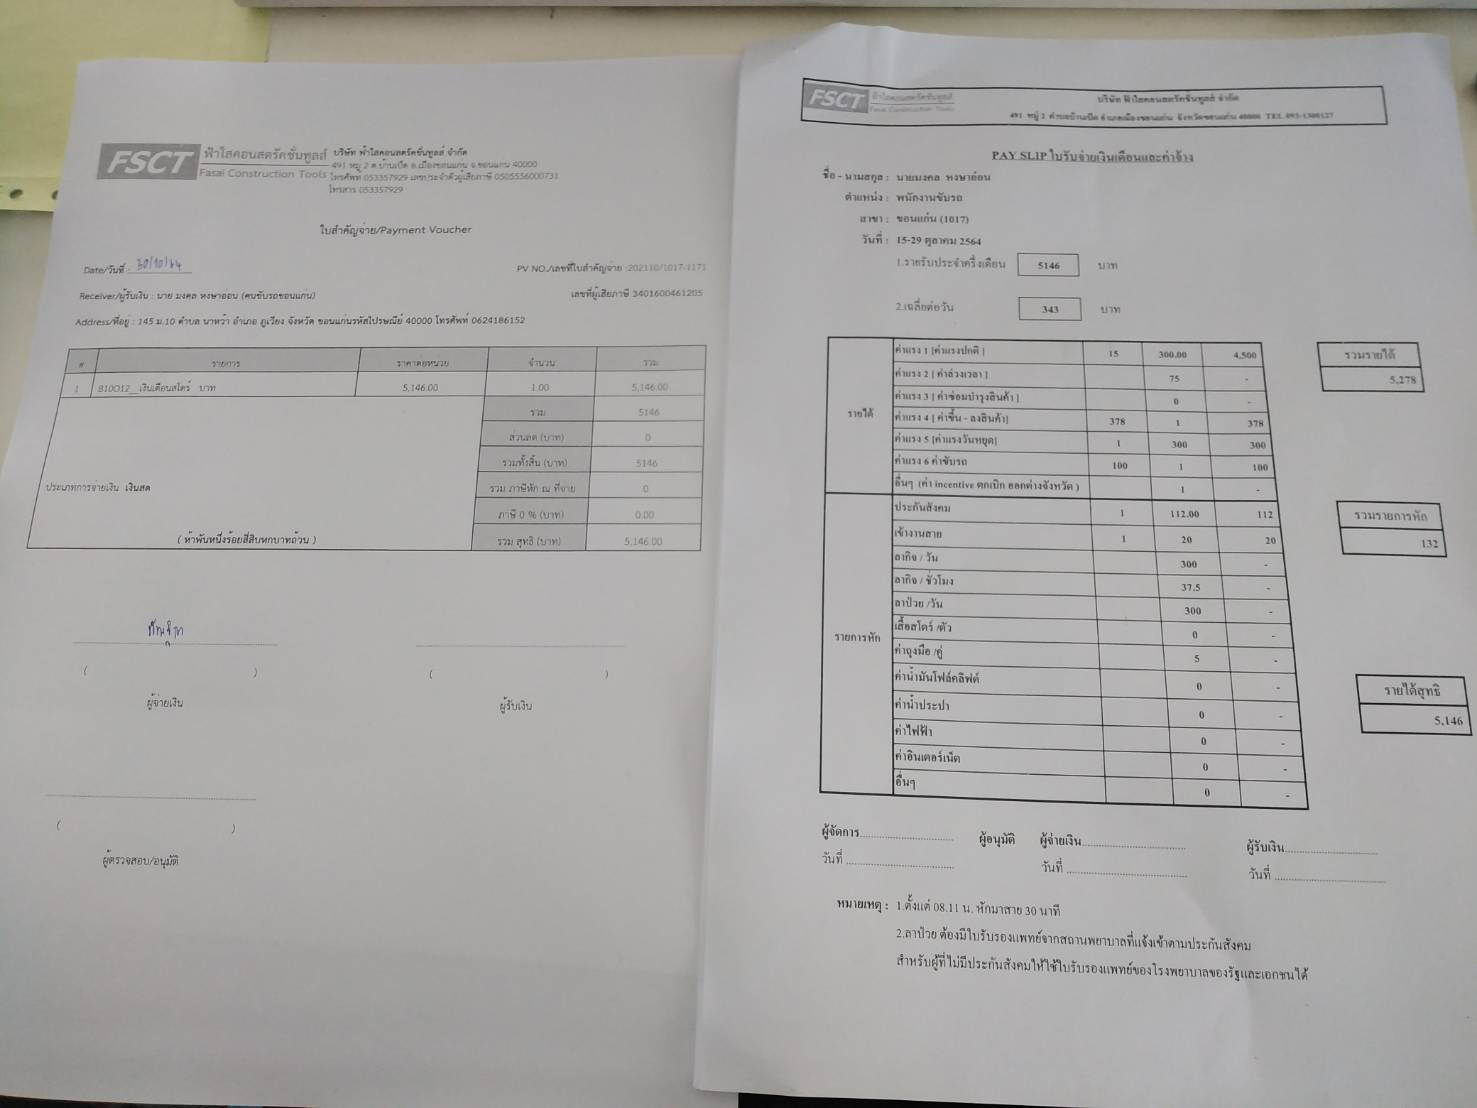 FSCT ฟ้าใสคอนสตรัคชั่นทูลส์ บริษัท ฟ้าใสคอนสตรัคชั่นทูลส์ จำกัด
Fasai Construction Tools 491 หมู่ 2 ต.บ้านเป็ด อ.เมืองขอนแก่น จ.ขอนแก่น 40000
โทรศัพท์ 053357929 เลขประจำตัวผู้เสียภาษี 0505556000731
โทรสาร 053357929
ใบสำคัญจ่าย/Payment Voucher
Date/วันที่ : 30/10/64
PV NO./เลขที่ใบสำคัญจ่าย :202110/1017-1171
Receiver/ผู้รับเงิน : นาย มงคล หงษาอ่อน (คนขับรถขอนแก่น)
เลขที่ผู้เสียภาษี 3401600461205
Address/ที่อยู่ : 145 ม.10 ตำบล นาหว้า อำเภอ ภูเวียง จังหวัด ขอนแก่นรหัสไปรษณีย์ 40000 โทรศัพท์ 0624186152
# รายการ ราคาต่อหน่วย จำนวน รวม
1 810012__เงินเดือนสโตร์ บาท 5,146.00 1.00 5,146.00
รวม 5146
ส่วนลด (บาท) 0
รวมทั้งสิ้น (บาท) 5146
ประเภทการจ่ายเงิน เงินสด รวม ภาษีหัก ณ ที่จ่าย 0
ภาษี 0 % (บาท) 0.00
( ห้าพันหนึ่งร้อยสี่สิบหกบาทถ้วน ) รวม สุทธิ (บาท) 5,146.00
( ) ( )
ผู้จ่ายเงิน ผู้รับเงิน
( )
ผู้ตรวจสอบ/อนุมัติ
FSCT ฟ้าใสคอนสตรัคชั่นทูลส์ บริษัท ฟ้าใสคอนสตรัคชั่นทูลส์ จำกัด
Fasai Construction Tools 491 หมู่ 2 ตำบลบ้านเป็ด อำเภอเมืองขอนแก่น จังหวัดขอนแก่น 40000 TEL 093-1300127
PAY SLIP ใบรับจ่ายเงินเดือนและค่าจ้าง
ชื่อ - นามสกุล : นายมงคล หงษาอ่อน
ตำแหน่ง : พนักงานขับรถ
สาขา : ขอนแก่น (1017)
วันที่ : 15-29 ตุลาคม 2564
1.รายรับประจำครึ่งเดือน 5146 บาท
2.เฉลี่ยต่อวัน 343 บาท
รายได้
ค่าแรง 1 [ค่าแรงปกติ ] 15 300.00 4,500
ค่าแรง 2 [ ค่าล่วงเวลา ] 75 -
ค่าแรง 3 [ ค่าซ่อมบำรุงสินค้า ] 0 -
ค่าแรง 4 [ ค่าขึ้น - ลงสินค้า] 378 1 378
ค่าแรง 5 [ค่าแรงวันหยุด] 1 300 300
ค่าแรง 6 ค่าขับรถ 100 1 100
อื่นๆ (ค่า incentive ตกเบิก ออกต่างจังหวัด ) 1 -
รวมรายได้
5,278
รายการหัก
ประกันสังคม 1 112.00 112
เข้างานสาย 1 20 20
ลากิจ / วัน 300 -
ลากิจ / ชั่วโมง 37.5 -
ลาป่วย /วัน 300 -
เสื้อสโตร์ /ตัว 0 -
ค่าถุงมือ /คู่ 5 -
ค่าน้ำมันโฟล์คลิฟต์ 0 -
ค่าน้ำประปา 0 -
ค่าไฟฟ้า 0 -
ค่าอินเตอร์เน็ต 0 -
อื่นๆ 0 -
รวมรายการหัก
132
รายได้สุทธิ
5,146
ผู้จัดการ ผู้อนุมัติ ผู้จ่ายเงิน ผู้รับเงิน
วันที่ วันที่ วันที่
หมายเหตุ : 1.ตั้งแต่ 08.11 น. หักมาสาย 30 นาที
2.ลาป่วย ต้องมีใบรับรองแพทย์จากสถานพยาบาลที่แจ้งเข้าตามประกันสังคม
สำหรับผู้ที่ไม่มีประกันสังคมให้ใช้ใบรับรองแพทย์ของโรงพยาบาลของรัฐและเอกชนได้